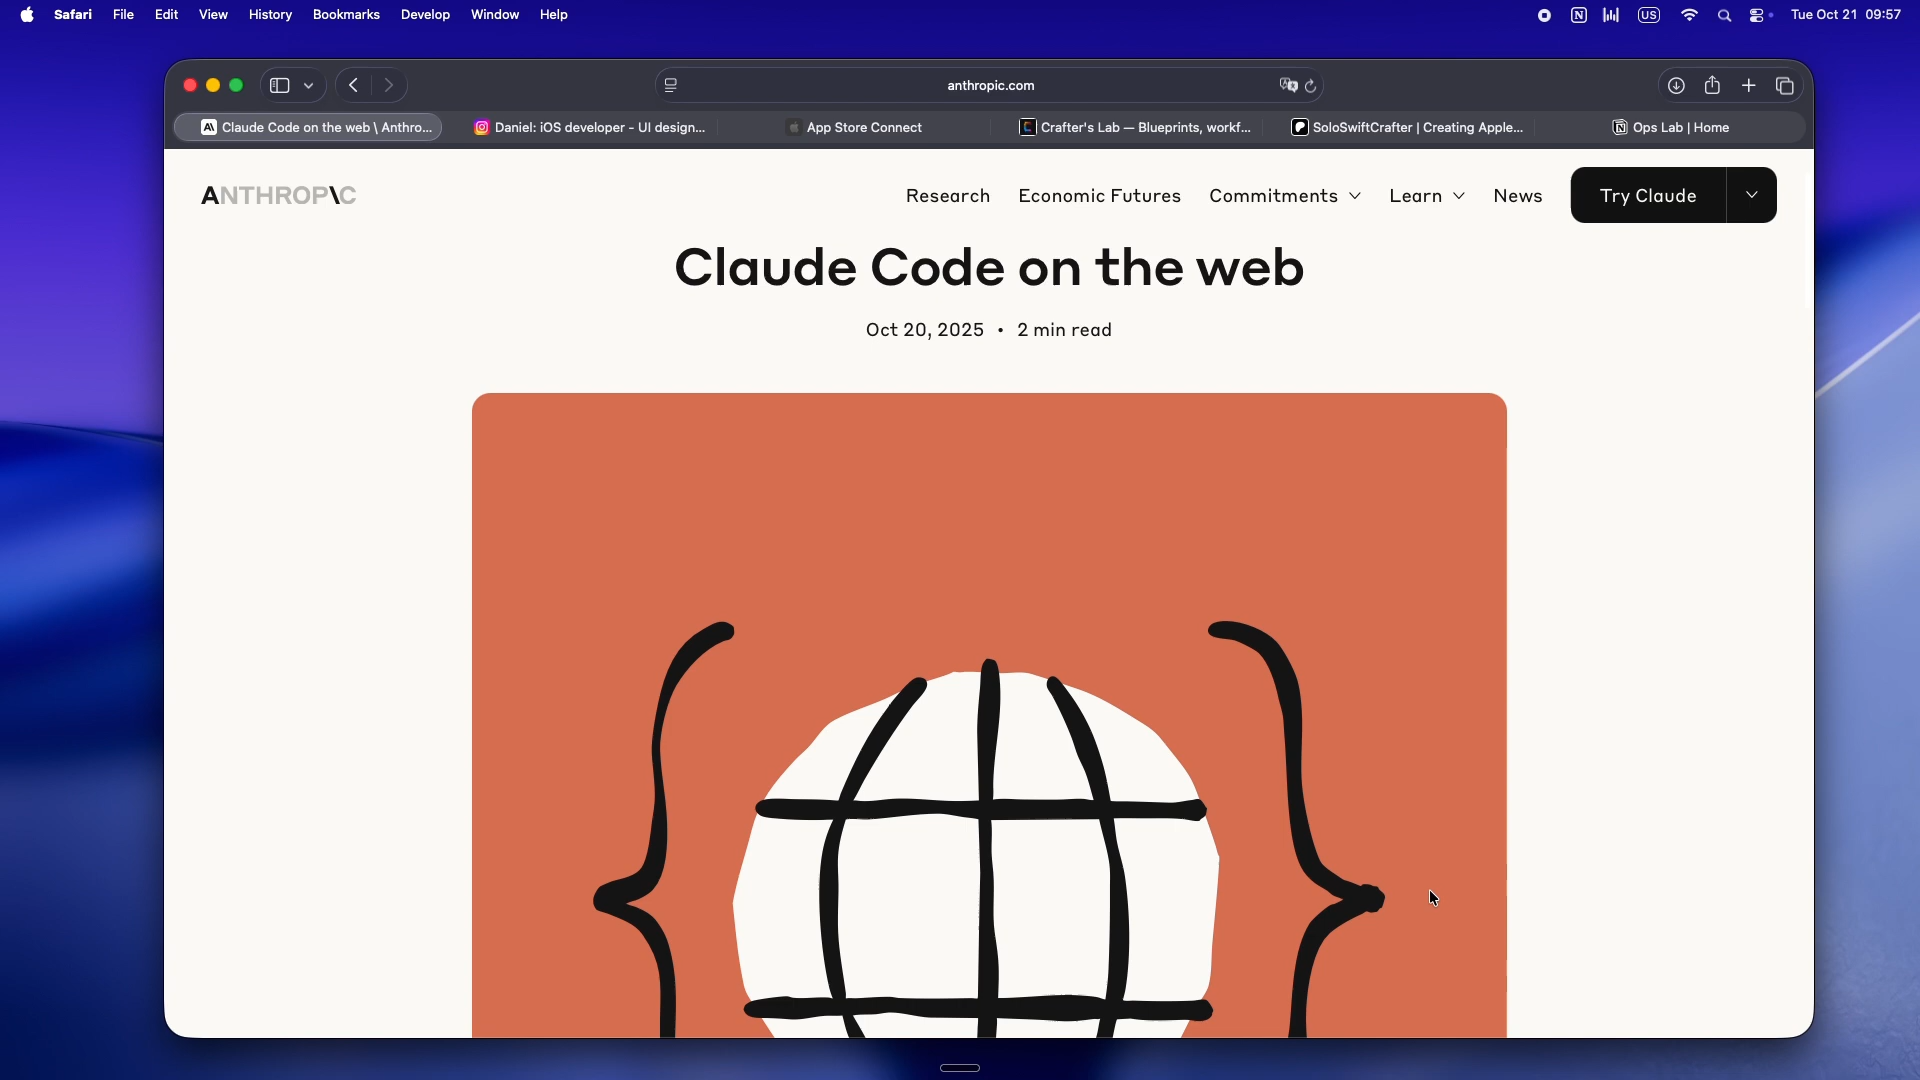 Safari File Edit View History Bookmarks Develop Window Help
US
Tue Oct 21 09:57
anthropic.com
Claude Code on the web \ Anthro...
Daniel: iOS developer - UI design...
App Store Connect
Crafter's Lab — Blueprints, workf...
SoloSwiftCrafter | Creating Apple...
Ops Lab | Home
ANTHROP\C
Research Economic Futures Commitments Learn News Try Claude
Claude Code on the web
Oct 20, 2025 • 2 min read